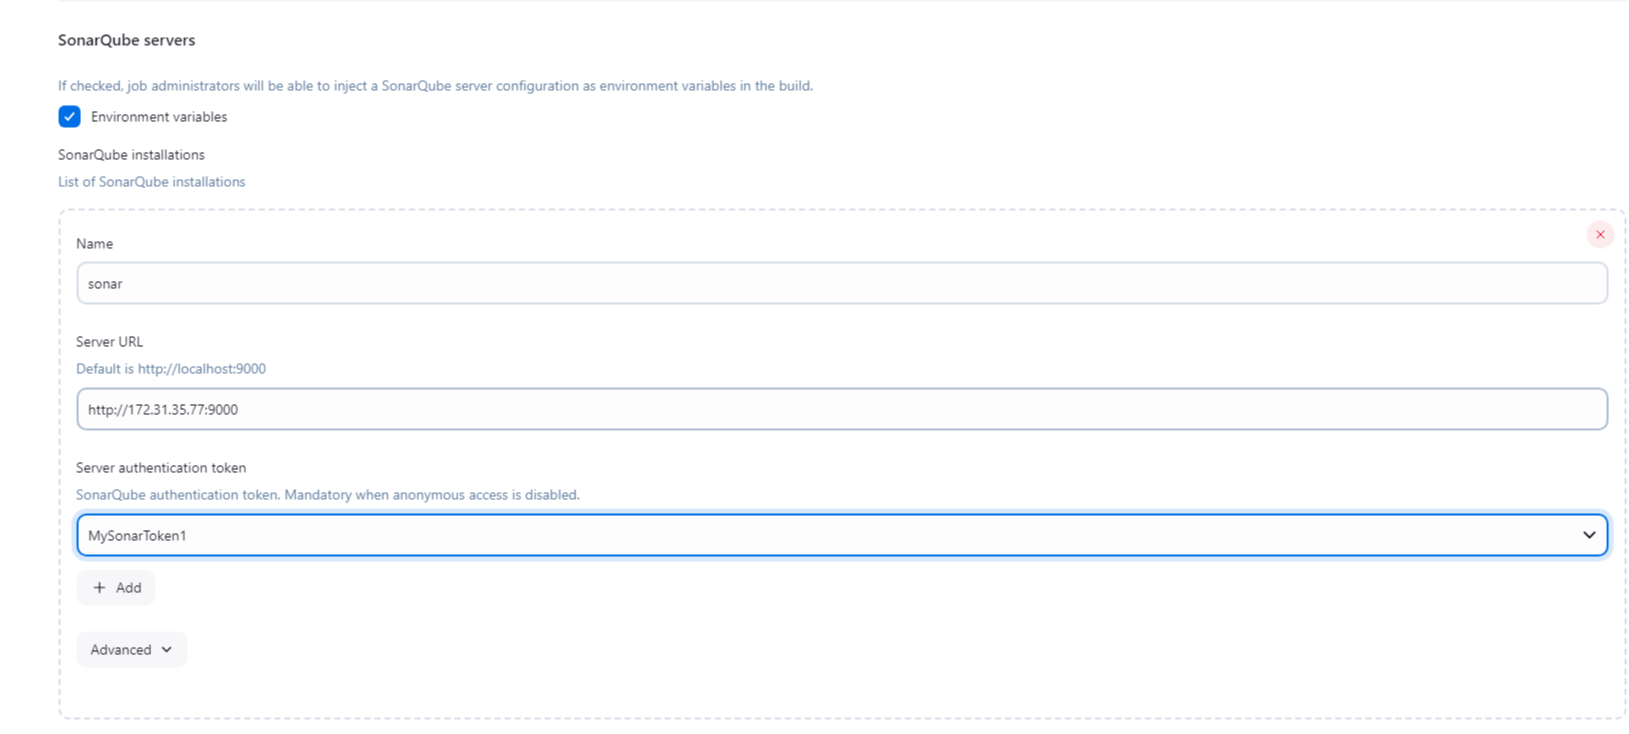 SonarQube servers
If checked, job administrators will be able to inject a SonarQube server configuration as environment variables in the build.
Environment variables
SonarQube installations
List of SonarQube installations
Name
sonar
Server URL
Default is http://localhost:9000
http://172.31.35.77:9000
Server authentication token
SonarQube authentication token. Mandatory when anonymous access is disabled.
MySonarToken1
+ Add
Advanced